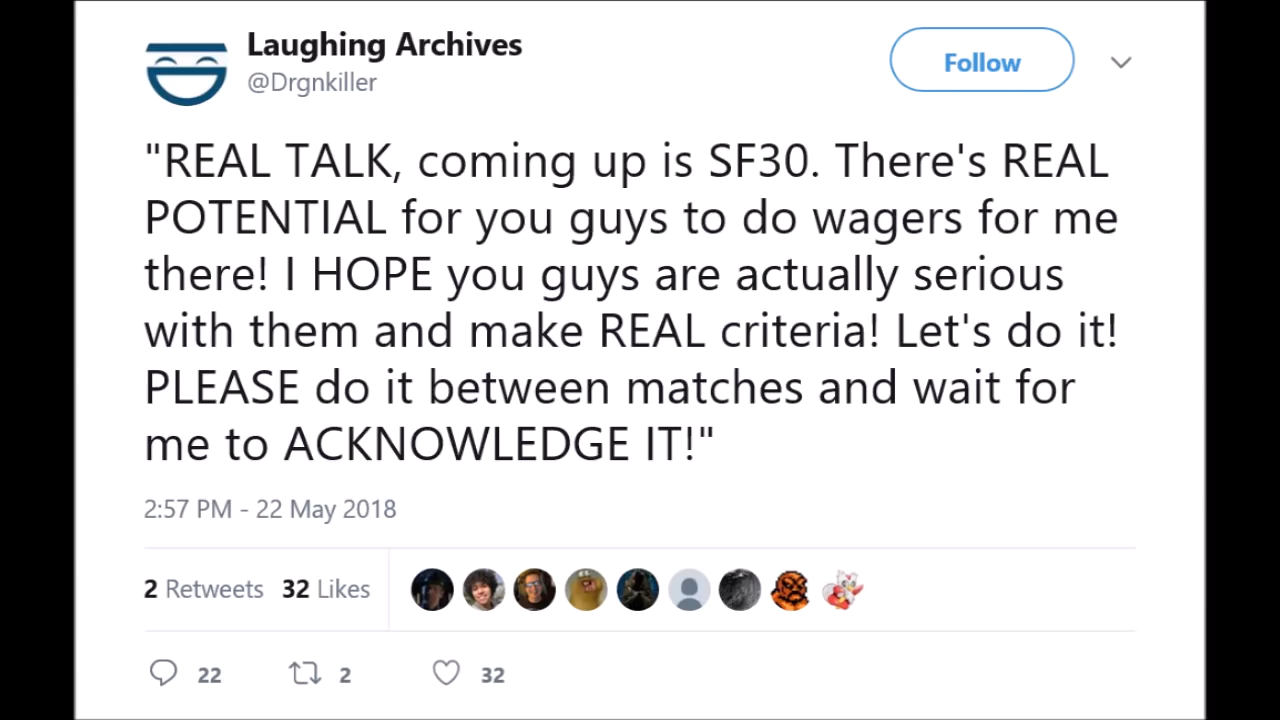 Laughing Archives
@Drgnkiller
Follow
"REAL TALK, coming up is SF30. There's REAL
POTENTIAL for you guys to do wagers for me
there! I HOPE you guys are actually serious
with them and make REAL criteria! Let's do it!
PLEASE do it between matches and wait for
me to ACKNOWLEDGE IT!"
2:57 PM - 22 May 2018
2 Retweets 32 Likes
22 2 32